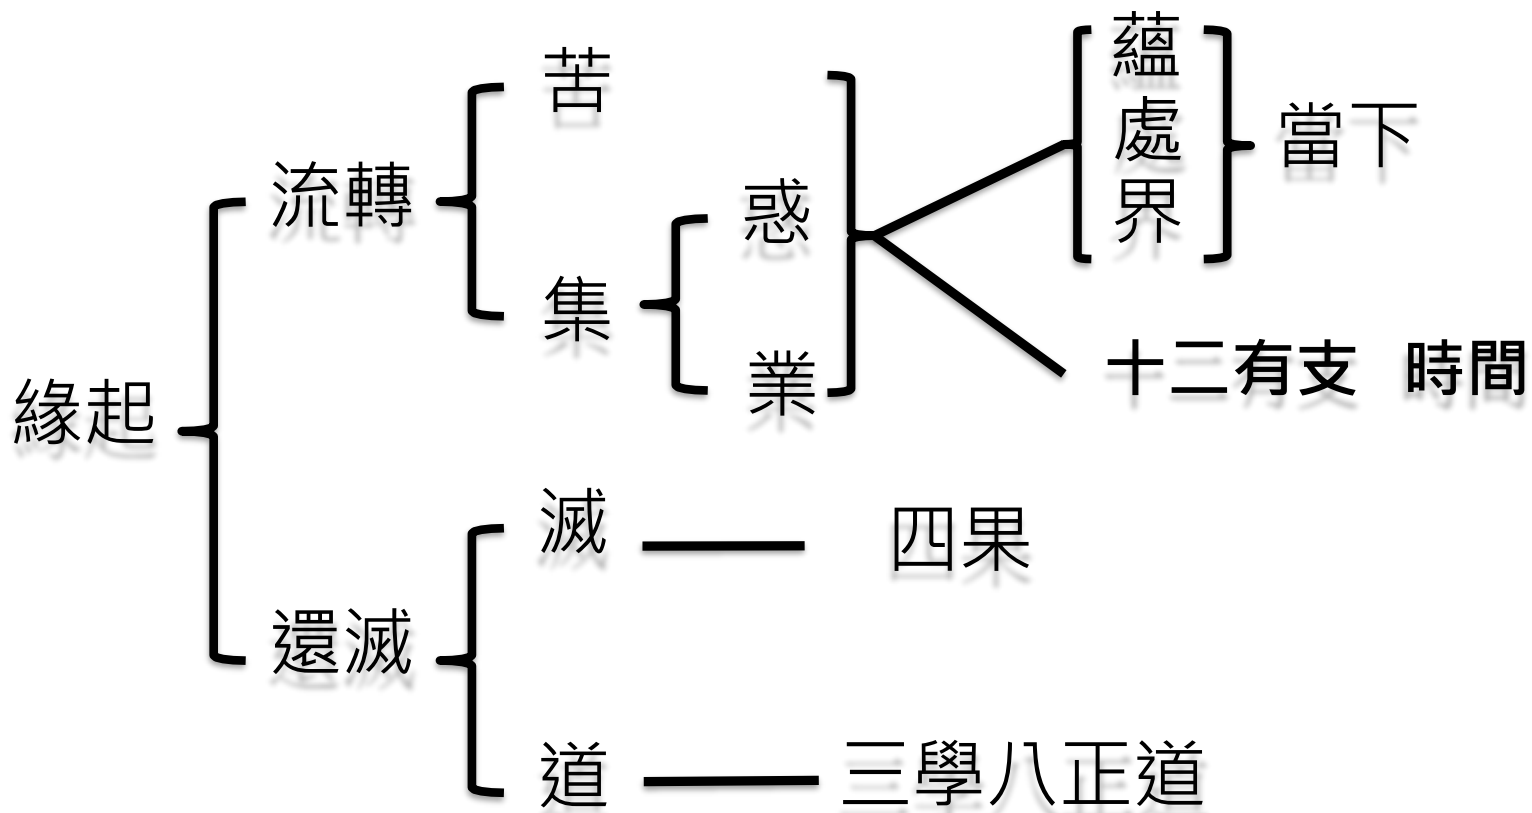 緣起
流轉
苦
集
惑
業
蘊
處
界
當下
十二有支 時間
還滅
滅
四果
道
三學八正道